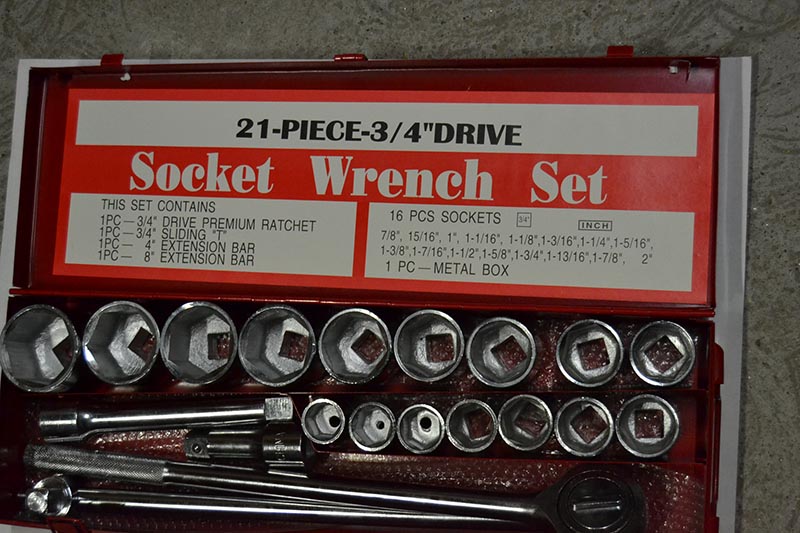 21-PIECE-3/4"DRIVE
Socket Wrench Set
THIS SET CONTAINS
1PC—3/4" DRIVE PREMIUM RATCHET
1PC—3/4" SLIDING "T"
1PC— 4" EXTENSION BAR
1PC— 8" EXTENSION BAR
16 PCS SOCKETS 3/4" INCH
7/8", 15/16", 1", 1-1/16", 1-1/8",1-3/16",1-1/4",1-5/16",
1-3/8",1-7/16",1-1/2",1-5/8",1-3/4",1-13/16",1-7/8", 2"
1 PC—METAL BOX